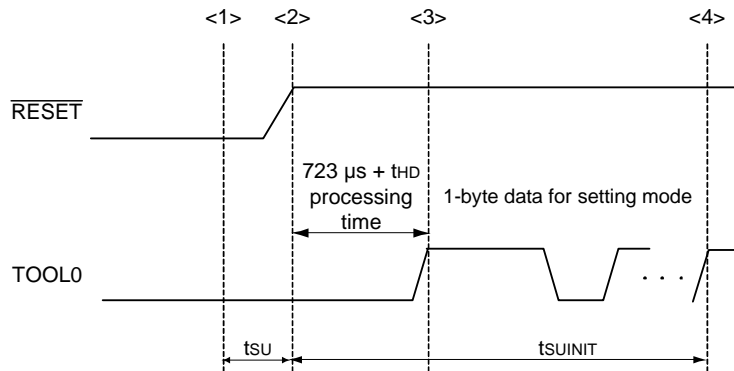 <1> <2> <3> <4>
RESET
723 µs + tHD
processing
time
1-byte data for setting mode
TOOL0
. . .
tSU
tSUINIT